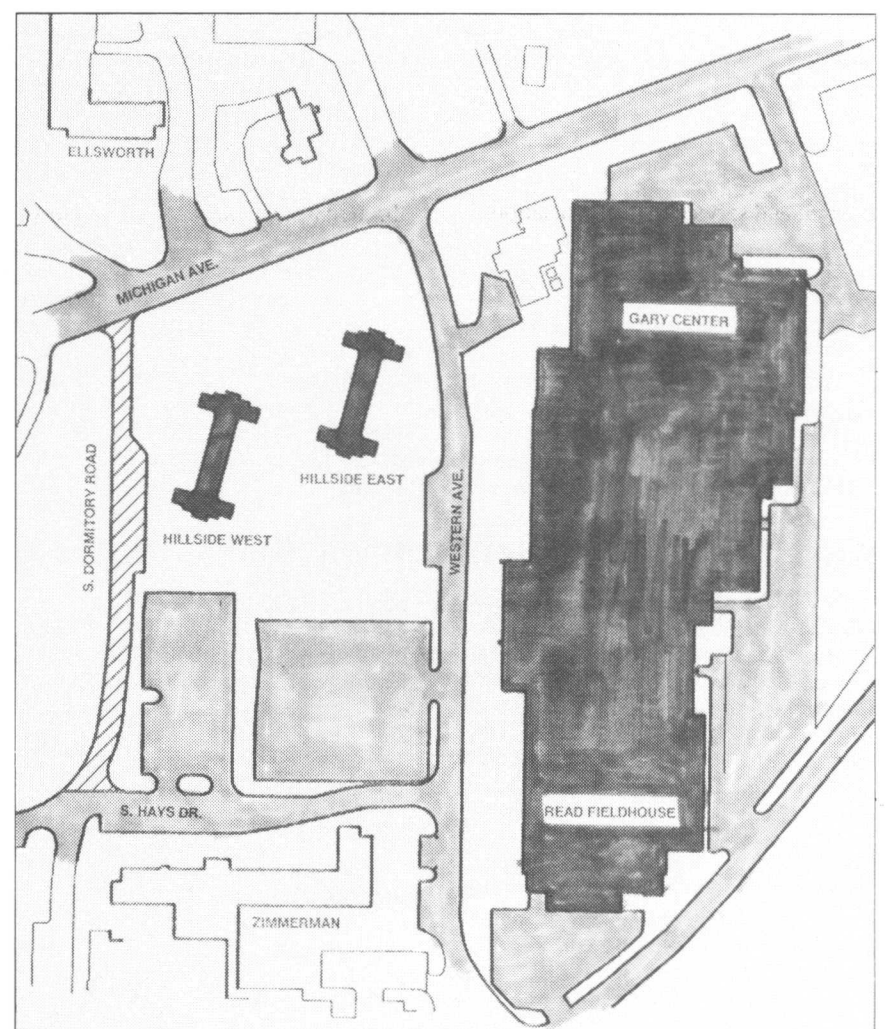 ELLSWORTH
MICHIGAN AVE.
GARY CENTER
S. DORMITORY ROAD
HILLSIDE EAST
WESTERN AVE.
HILLSIDE WEST
S. HAYS DR.
READ FIELDHOUSE
ZIMMERMAN